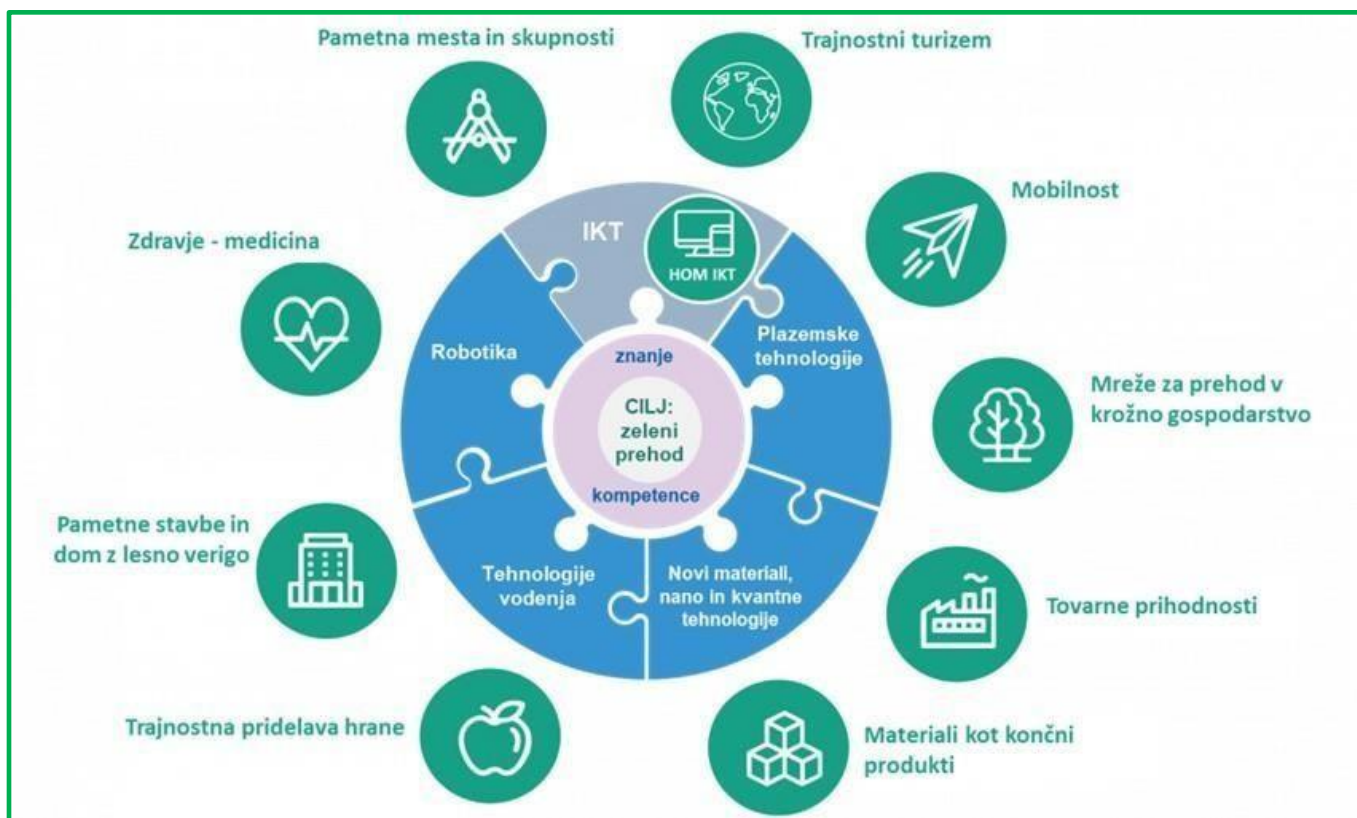 Pametna mesta in skupnosti
Trajnostni turizem
Mobilnost
Zdravje - medicina
IKT
HOM IKT
Robotika
Plazemske
tehnologije
znanje
CILJ:
zeleni
prehod
kompetence
Mreže za prehod v
krožno gospodarstvo
Pametne stavbe in
dom z lesno verigo
Tehnologije
vodenja
Novi materiali,
nano in kvantne
tehnologije
Tovarne prihodnosti
Trajnostna pridelava hrane
Materiali kot končni
produkti